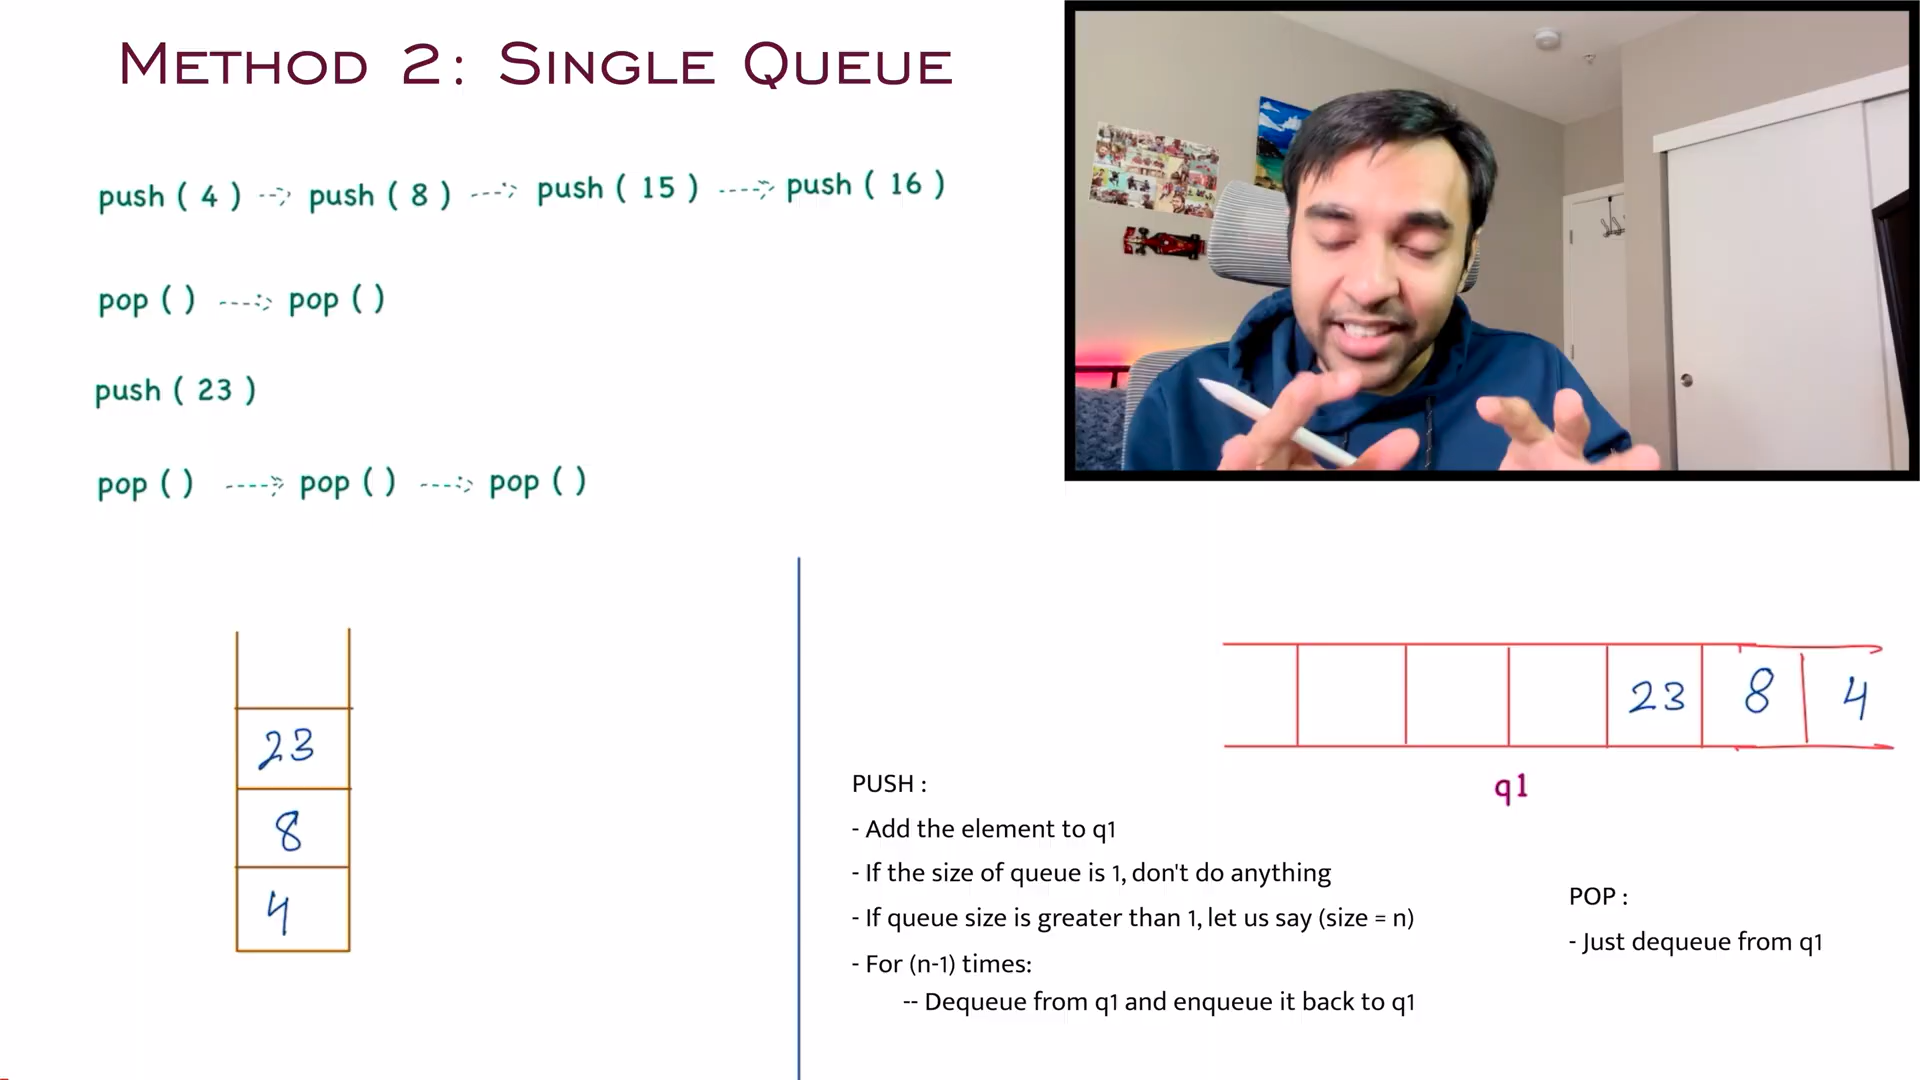 METHOD 2: SINGLE QUEUE
push ( 4 ) push ( 8 ) push ( 15 ) push ( 16 )
pop ( ) pop ( )
push ( 23 )
pop ( ) pop ( ) pop ( )
23
8
4
23 8 4
q1
PUSH :
- Add the element to q1
- If the size of queue is 1, don't do anything
- If queue size is greater than 1, let us say (size = n)
- For (n-1) times:
-- Dequeue from q1 and enqueue it back to q1
POP :
- Just dequeue from q1